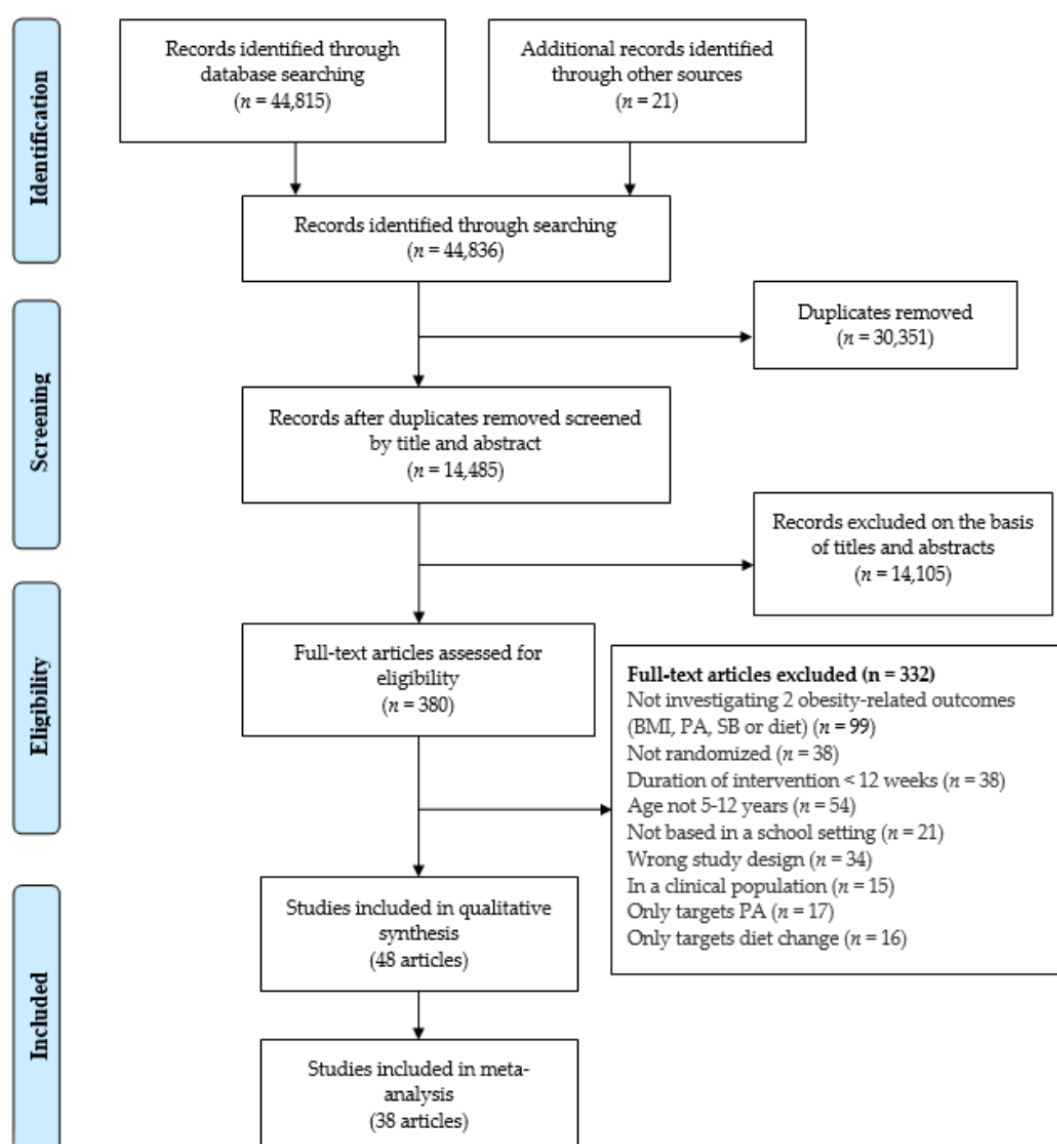 Identification
Records identified through
database searching
(n = 44,815)
Additional records identified
through other sources
(n = 21)
Records identified through searching
(n = 44,836)
Duplicates removed
(n = 30,351)
Screening
Records after duplicates removed screened
by title and abstract
(n = 14,485)
Records excluded on the basis
of titles and abstracts
(n = 14,105)
Eligibility
Full-text articles assessed for
eligibility
(n = 380)
Full-text articles excluded (n = 332)
Not investigating 2 obesity-related outcomes
(BMI, PA, SB or diet) (n = 99)
Not randomized (n = 38)
Duration of intervention < 12 weeks (n = 38)
Age not 5-12 years (n = 54)
Not based in a school setting (n = 21)
Wrong study design (n = 34)
In a clinical population (n = 15)
Only targets PA (n = 17)
Only targets diet change (n = 16)
Included
Studies included in qualitative
synthesis
(48 articles)
Studies included in meta-
analysis
(38 articles)